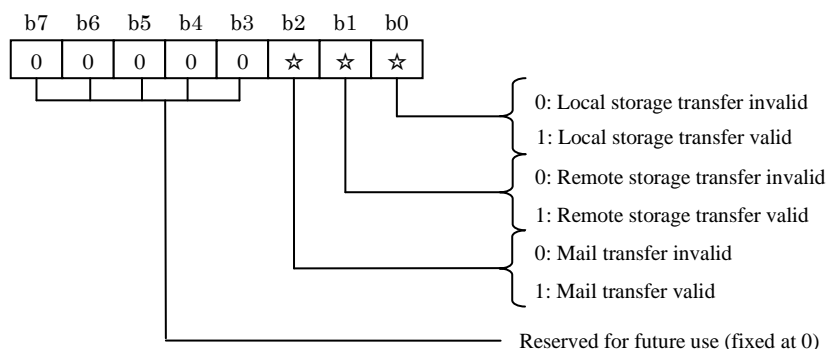 b7 b6 b5 b4 b3 b2 b1 b0
0 0 0 0 0 ☆ ☆ ☆
0: Local storage transfer invalid
1: Local storage transfer valid
0: Remote storage transfer invalid
1: Remote storage transfer valid
0: Mail transfer invalid
1: Mail transfer valid
Reserved for future use (fixed at 0)